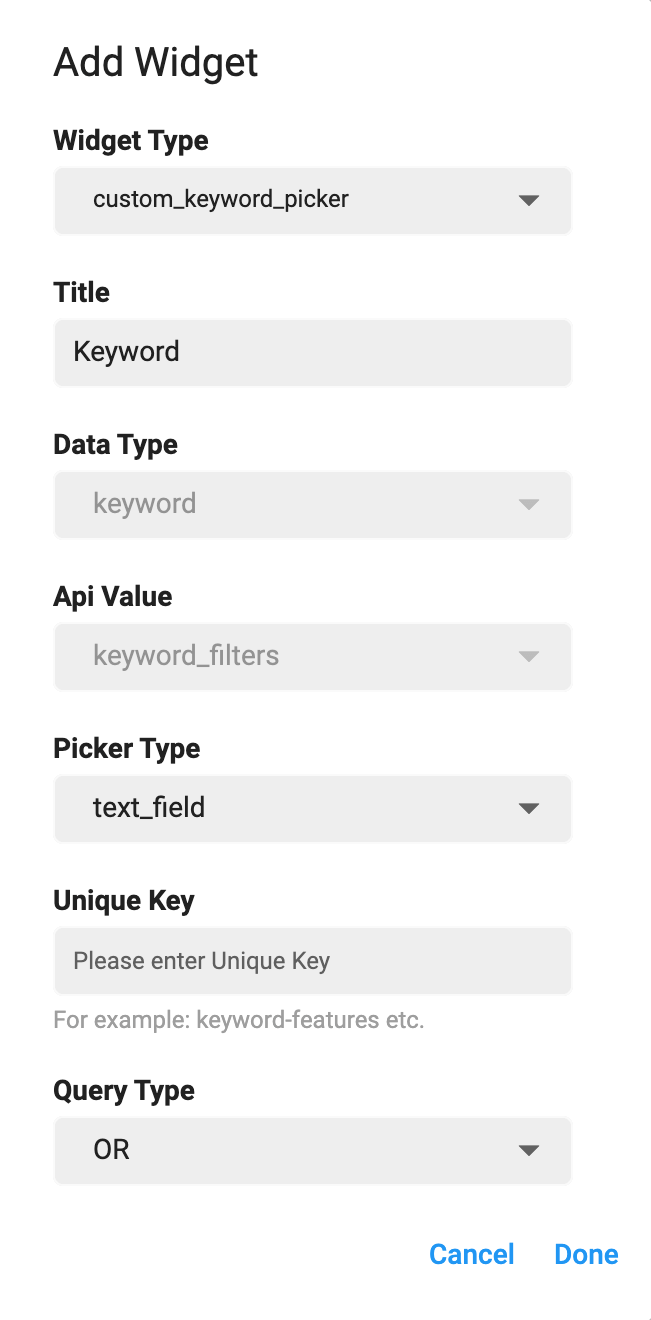 Add Widget
Widget Type
custom_keyword_picker
Title
Keyword
Data Type
keyword
Api Value
keyword_filters
Picker Type
text_field
Unique Key
Please enter Unique Key
For example: keyword-features etc.
Query Type
OR
Cancel Done